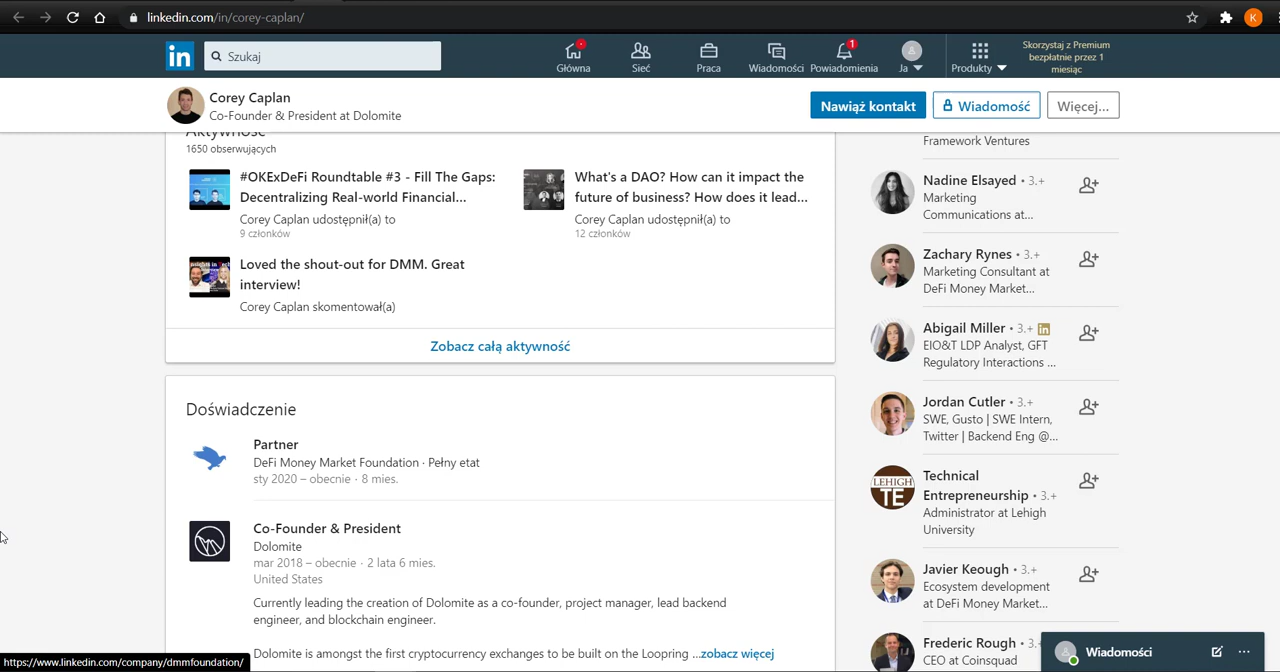 linkedin.com/in/corey-caplan/
K
in
Szukaj
Główna
Sieć
Praca
Wiadomości
1
Powiadomienia
Ja
Produkty
Skorzystaj z Premium
bezpłatnie przez 1
miesiąc
Corey Caplan
Co-Founder & President at Dolomite
Nawiąż kontakt
Wiadomość
Więcej...
Aktywność
1650 obserwujących
#OKExDeFi Roundtable #3 - Fill The Gaps:
Decentralizing Real-world Financial...
Corey Caplan udostępnił(a) to
9 członków
What's a DAO? How can it impact the
future of business? How does it lead...
Corey Caplan udostępnił(a) to
12 członków
Loved the shout-out for DMM. Great
interview!
Corey Caplan skomentował(a)
Zobacz całą aktywność
Doświadczenie
Partner
DeFi Money Market Foundation · Pełny etat
sty 2020 – obecnie · 8 mies.
Co-Founder & President
Dolomite
mar 2018 – obecnie · 2 lata 6 mies.
United States
Currently leading the creation of Dolomite as a co-founder, project manager, lead backend
engineer, and blockchain engineer.
Dolomite is amongst the first cryptocurrency exchanges to be built on the Loopring ...zobacz więcej
Framework Ventures
Nadine Elsayed • 3.+
Marketing
Communications at...
Zachary Rynes • 3.+
Marketing Consultant at
DeFi Money Market...
Abigail Miller • 3.+ in
EIO&T LDP Analyst, GFT
Regulatory Interactions ...
Jordan Cutler • 3.+
SWE, Gusto | SWE Intern,
Twitter | Backend Eng @...
LEHIGH
TE
Technical
Entrepreneurship • 3.+
Administrator at Lehigh
University
Javier Keough • 3.+
Ecosystem development
at DeFi Money Market...
Frederic Rough • 3.+
CEO at Coinsquad
Wiadomości
https://www.linkedin.com/company/dmmfoundation/